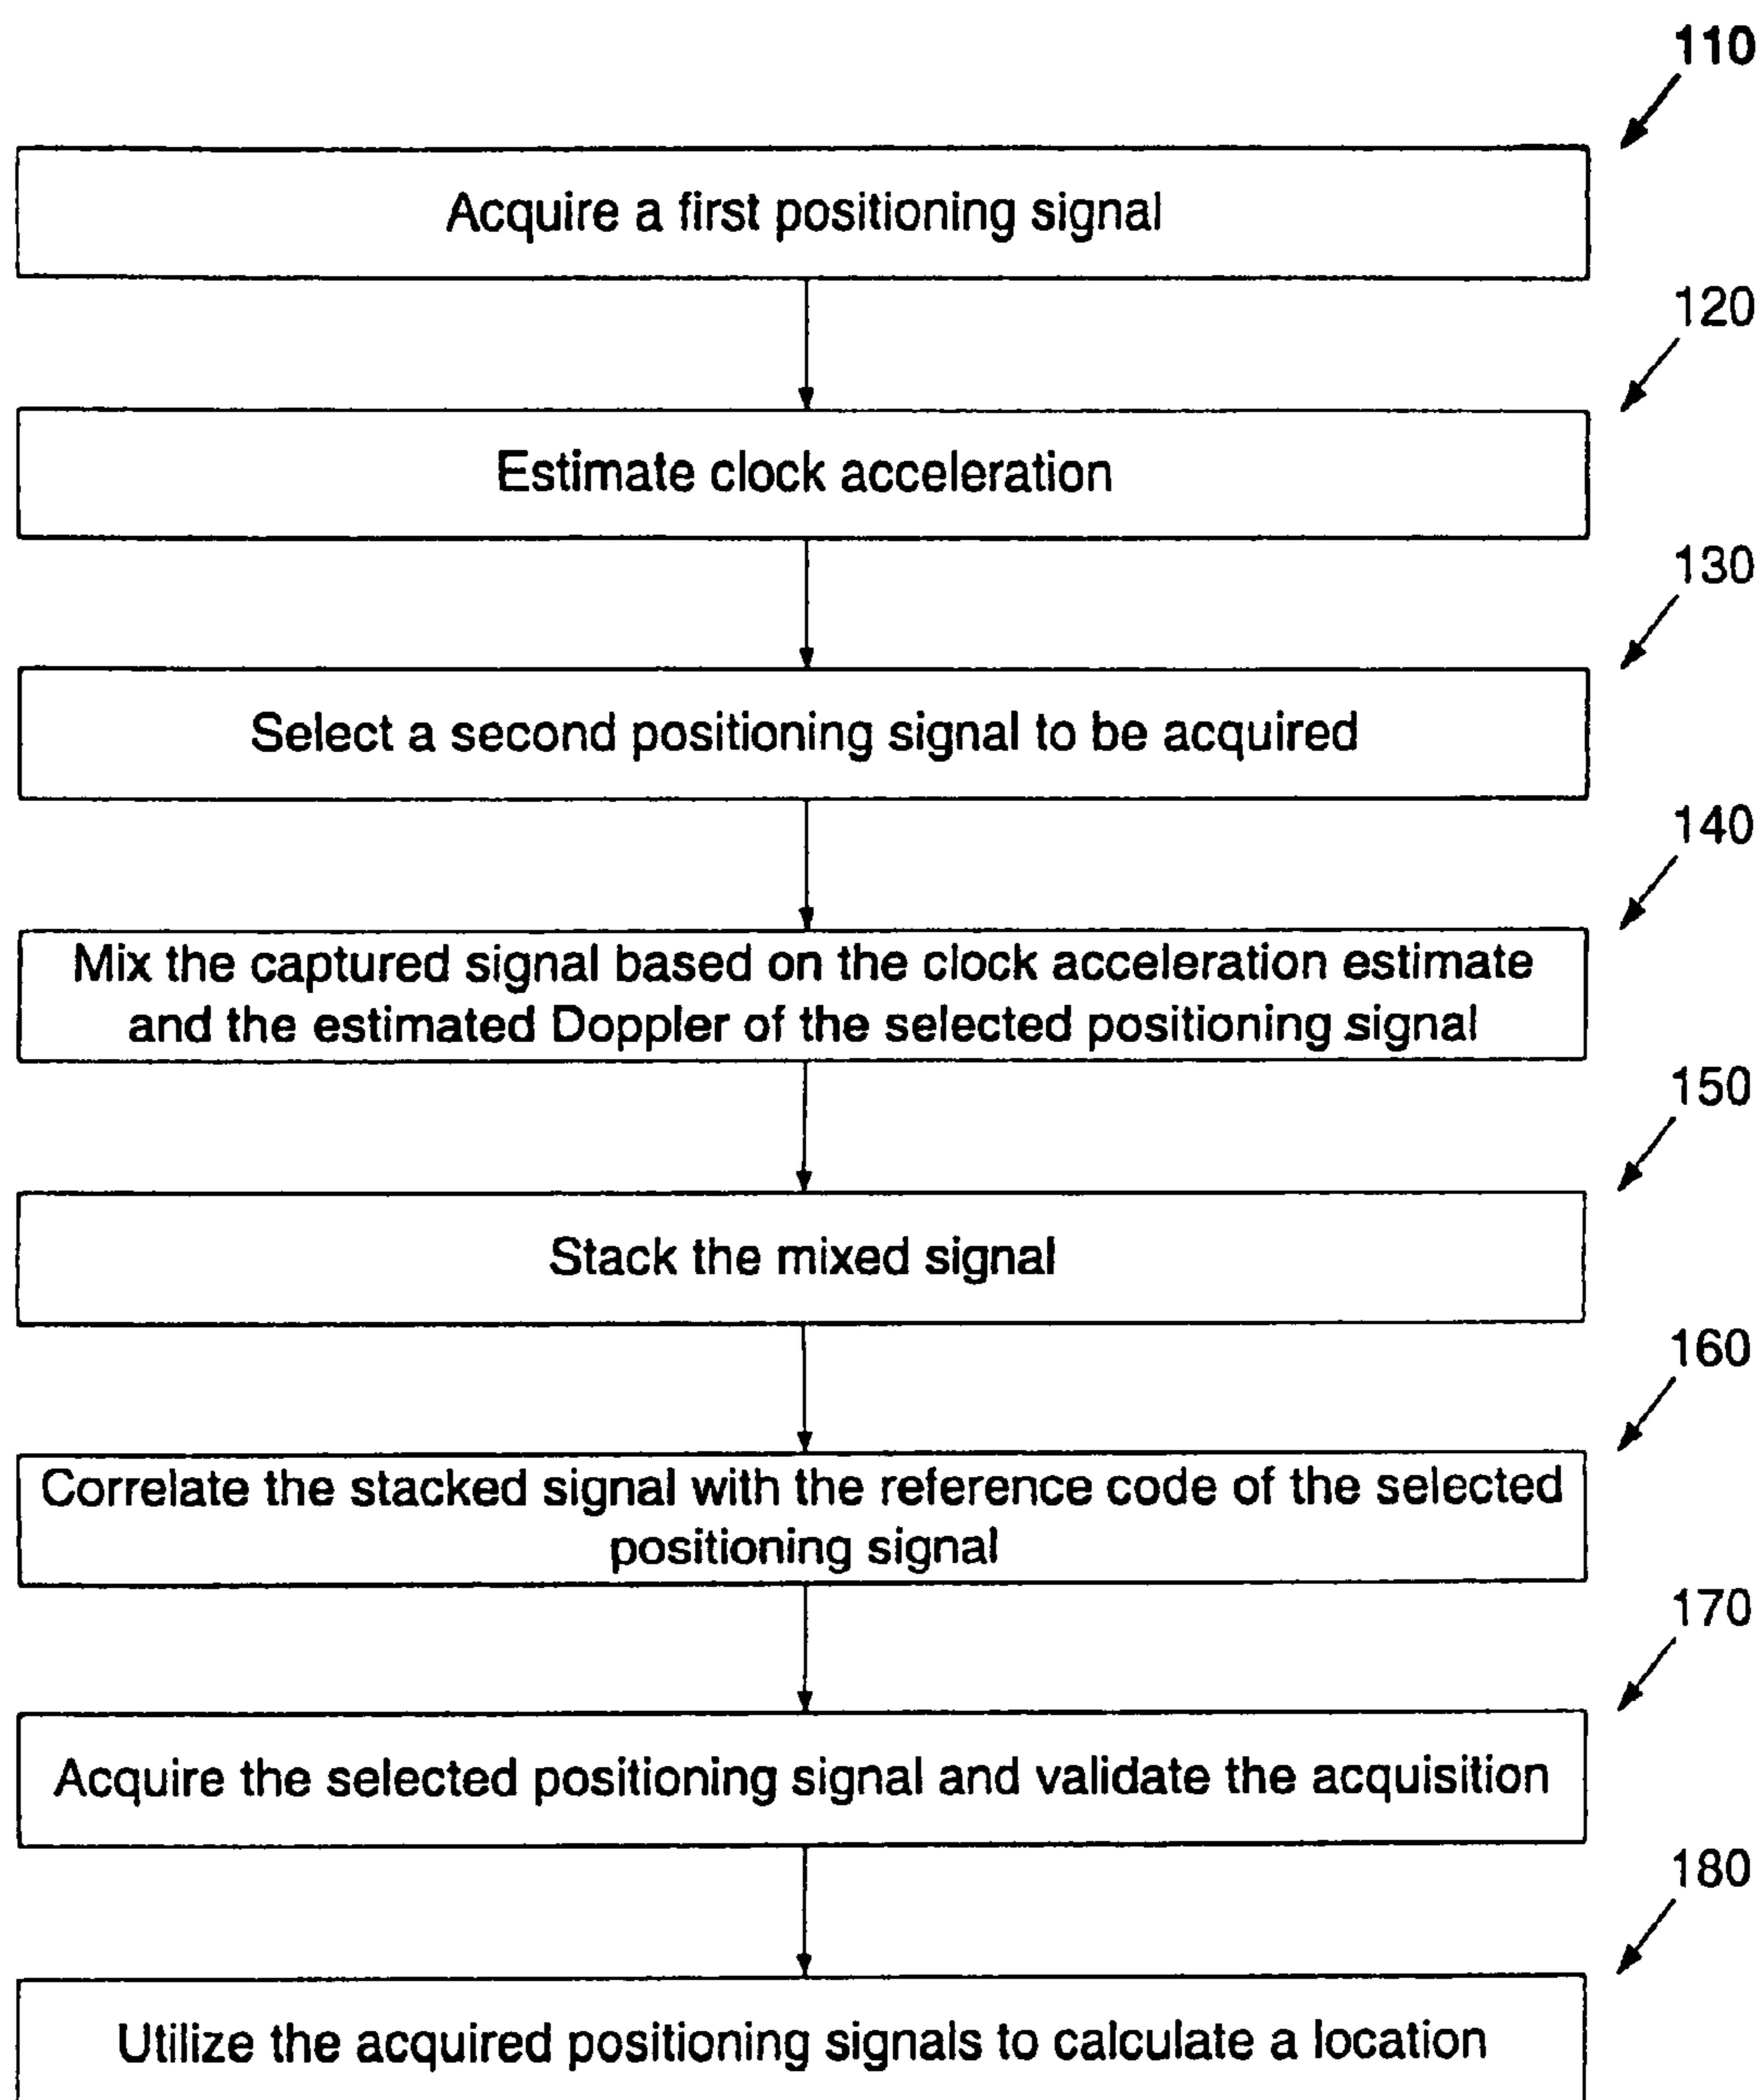 110
Acquire a first positioning signal
120
Estimate clock acceleration
130
Select a second positioning signal to be acquired
140
Mix the captured signal based on the clock acceleration estimate
and the estimated Doppler of the selected positioning signal
150
Stack the mixed signal
160
Correlate the stacked signal with the reference code of the selected
positioning signal
170
Acquire the selected positioning signal and validate the acquisition
180
Utilize the acquired positioning signals to calculate a location